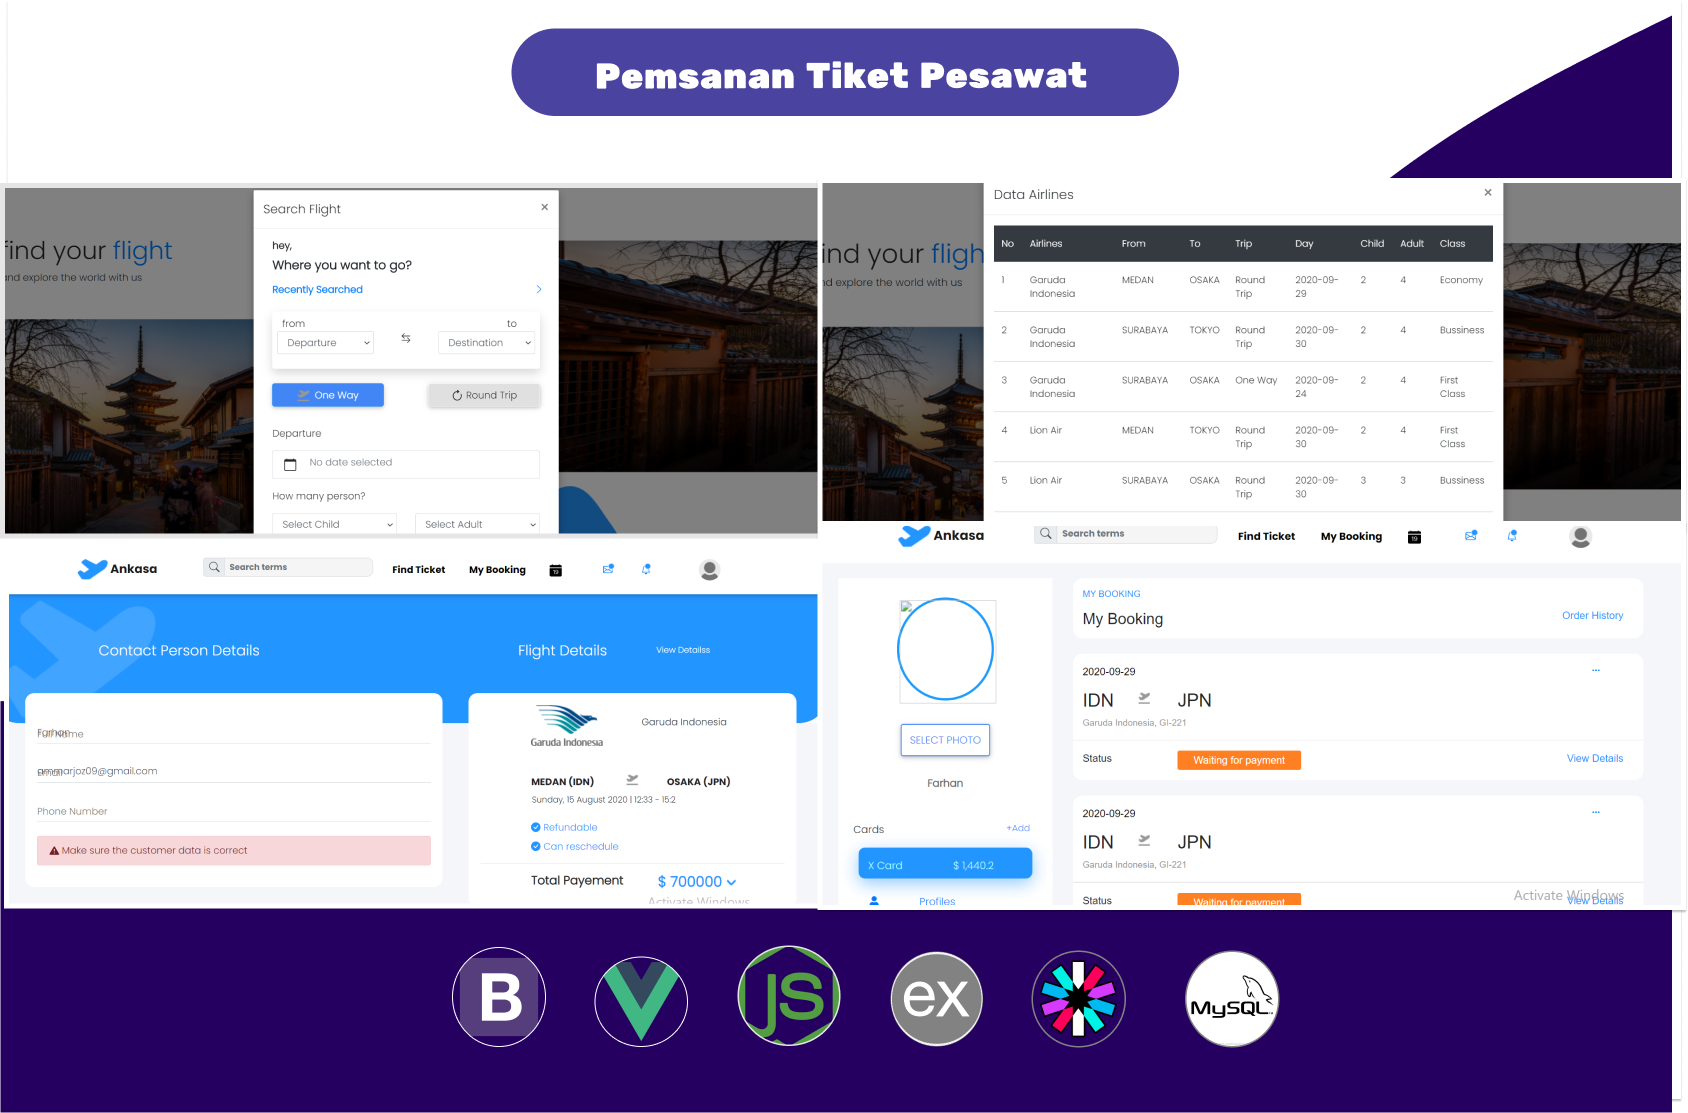 Pemsanan Tiket Pesawat
Search Flight ×
find your flight
and explore the world with us
hey,
Where you want to go?
Recently Searched
from to
Departure Destination
One Way Round Trip
Departure
No date selected
How many person?
Select Child Select Adult
Data Airlines ×
find your fligh
nd explore the world with us
No Airlines From To Trip Day Child Adult Class
1 Garuda Indonesia MEDAN OSAKA Round Trip 2020-09-29 2 4 Economy
2 Garuda Indonesia SURABAYA TOKYO Round Trip 2020-09-30 2 4 Bussiness
3 Garuda Indonesia SURABAYA OSAKA One Way 2020-09-24 2 4 First Class
4 Lion Air MEDAN TOKYO Round Trip 2020-09-30 2 4 First Class
5 Lion Air SURABAYA OSAKA Round Trip 2020-09-30 3 3 Bussiness
Ankasa Search terms Find Ticket My Booking 19
Contact Person Details
Farhan
Full Name
ammarjoz09@gmail.com
Email
Phone Number
Make sure the customer data is correct
Flight Details View Detailss
Garuda Indonesia Garuda Indonesia
MEDAN (IDN) OSAKA (JPN)
Sunday, 15 August 2020 | 12:33 - 15:2
Refundable
Can reschedule
Total Payement $ 700000
Activate Windows
Ankasa Search terms Find Ticket My Booking 19
SELECT PHOTO
Farhan
Cards +Add
X Card $ 1,440.2
Profiles
MY BOOKING
My Booking Order History
2020-09-29 ...
IDN JPN
Garuda Indonesia, GI-221
Status Waiting for payment View Details
2020-09-29 ...
IDN JPN
Garuda Indonesia, GI-221
Status Waiting for payment View Details
Activate Windows
B JS ex MySQL